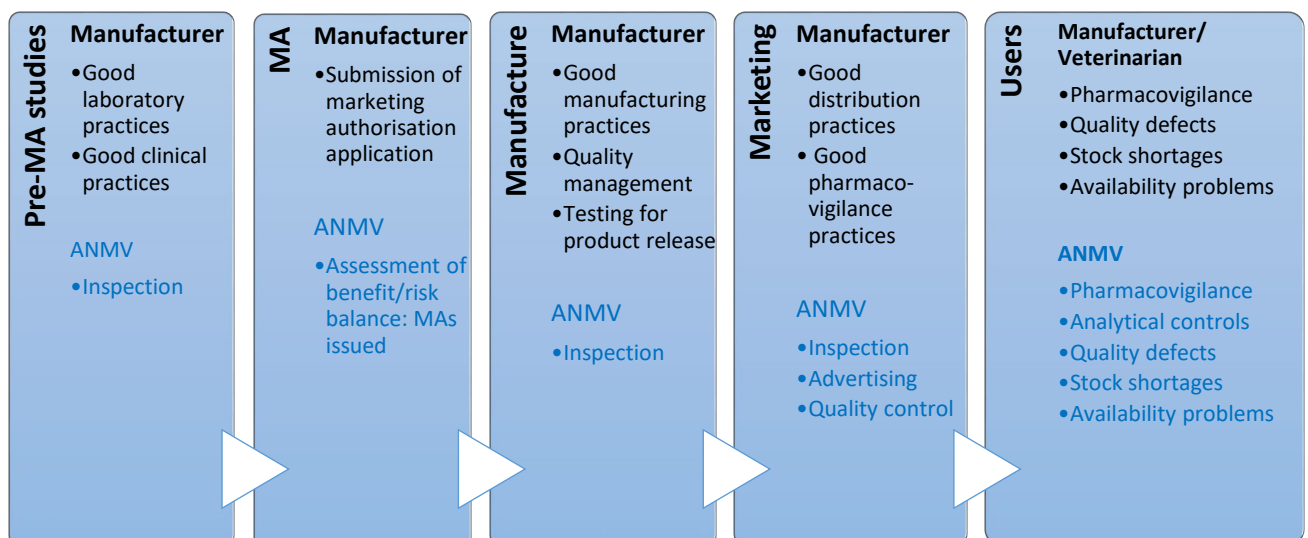 Pre-MA studies
Manufacturer
•Good
laboratory
practices
•Good clinical
practices
ANMV
•Inspection
MA
Manufacturer
•Submission of
marketing
authorisation
application
ANMV
•Assessment of
benefit/risk
balance: MAs
issued
Manufacture
Manufacturer
•Good
manufacturing
practices
•Quality
management
•Testing for
product release
ANMV
•Inspection
Marketing
Manufacturer
•Good
distribution
practices
• Good
pharmaco-
vigilance
practices
ANMV
•Inspection
•Advertising
•Quality control
Users
Manufacturer/
Veterinarian
•Pharmacovigilance
•Quality defects
•Stock shortages
•Availability problems
ANMV
•Pharmacovigilance
•Analytical controls
•Quality defects
•Stock shortages
•Availability problems